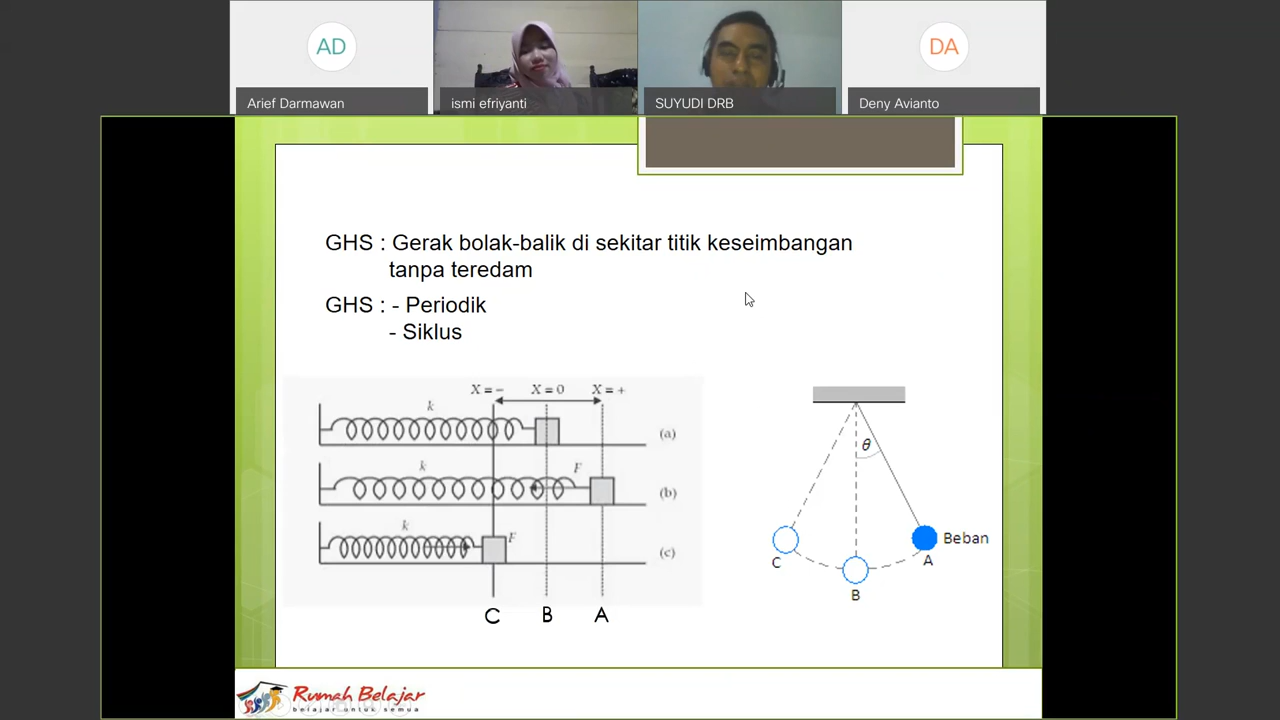 AD
DA
Arief Darmawan
ismi efriyanti
SUYUDI DRB
Deny Avianto
GHS : Gerak bolak-balik di sekitar titik keseimbangan
tanpa teredam
GHS : - Periodik
- Siklus
X = − X = 0 X = +
k
(a)
k F
(b)
k F
(c)
C B A
θ
Beban
C A
B
Rumah Belajar
belajar untuk semua